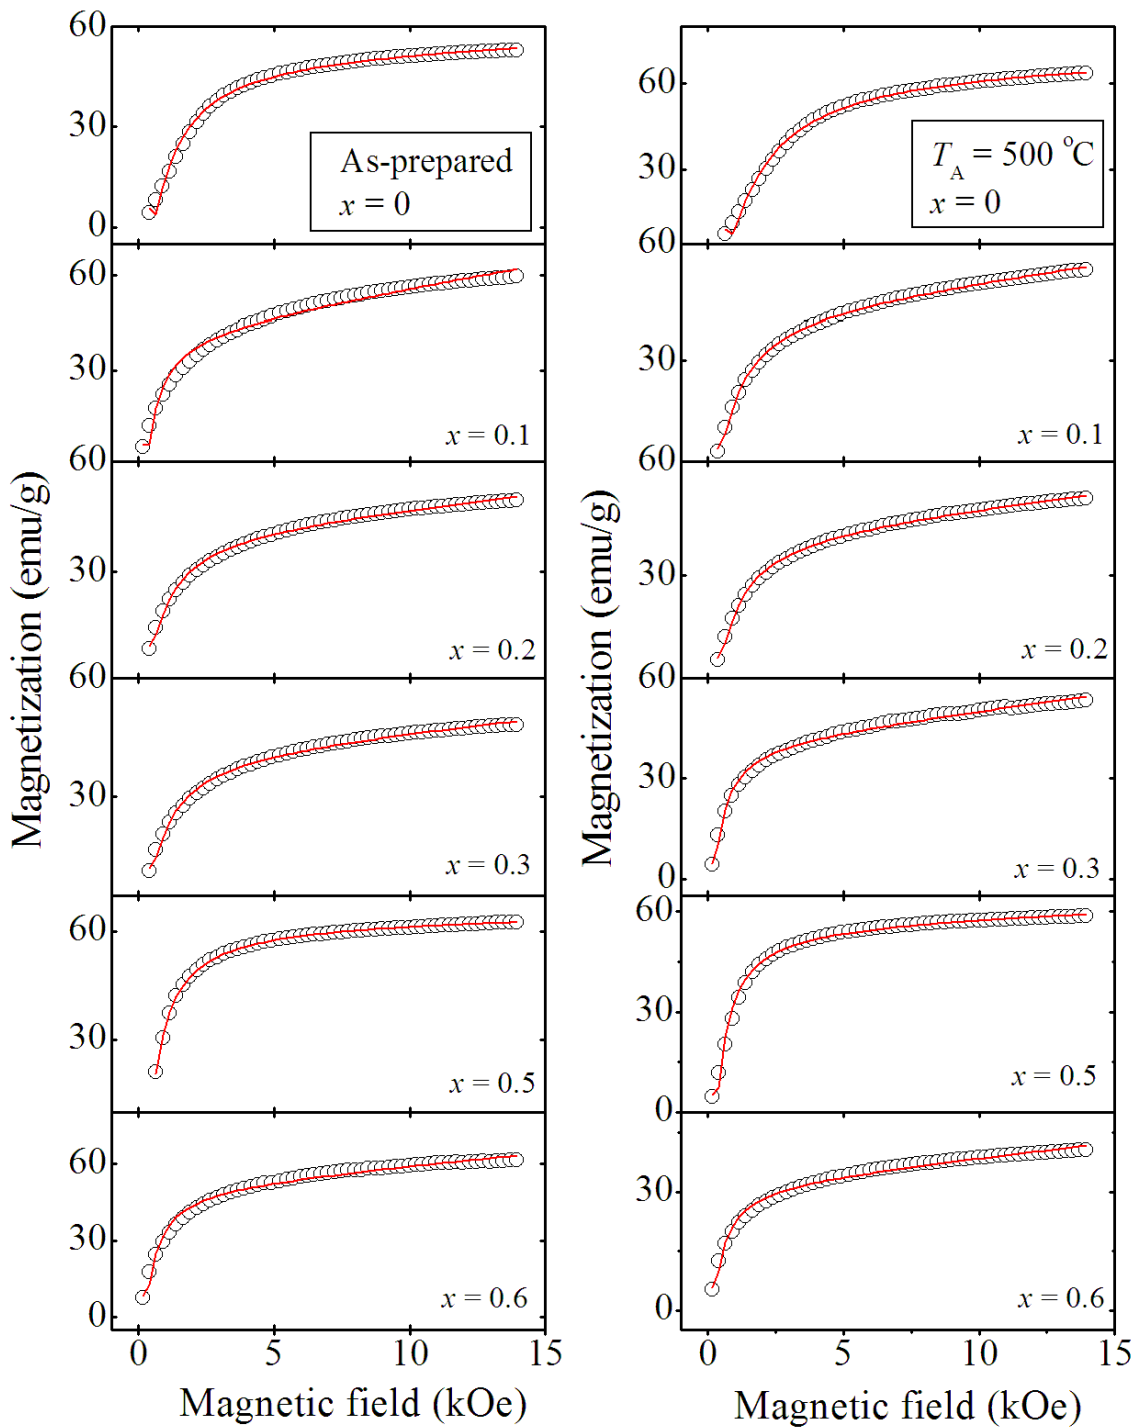 60
30
0
As-prepared
x = 0
60
30
x = 0.1
60
30
x = 0.2
60
30
x = 0.3
60
30
x = 0.5
60
30
0
x = 0.6
0 5 10 15
Magnetic field (kOe)
Magnetization (emu/g)
60
30
T_A = 500 °C
x = 0
60
30
x = 0.1
60
30
x = 0.2
60
30
0
x = 0.3
60
30
0
x = 0.5
30
0
x = 0.6
0 5 10 15
Magnetic field (kOe)
Magnetization (emu/g)